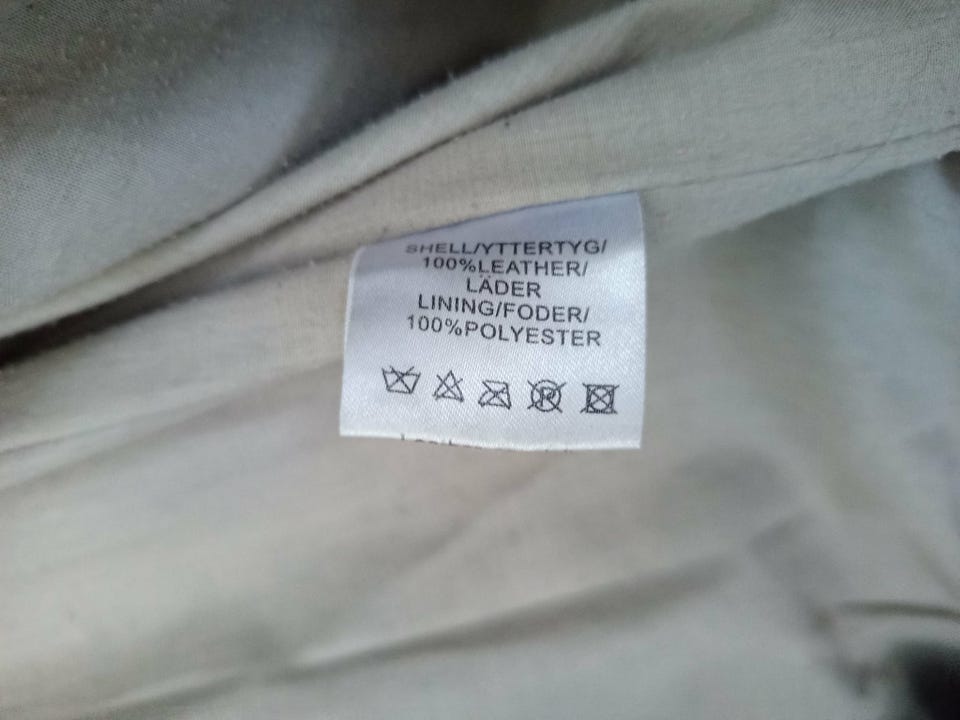 SHELL/YTTERTYG/
100%LEATHER/
LÄDER
LINING/FODER/
100%POLYESTER